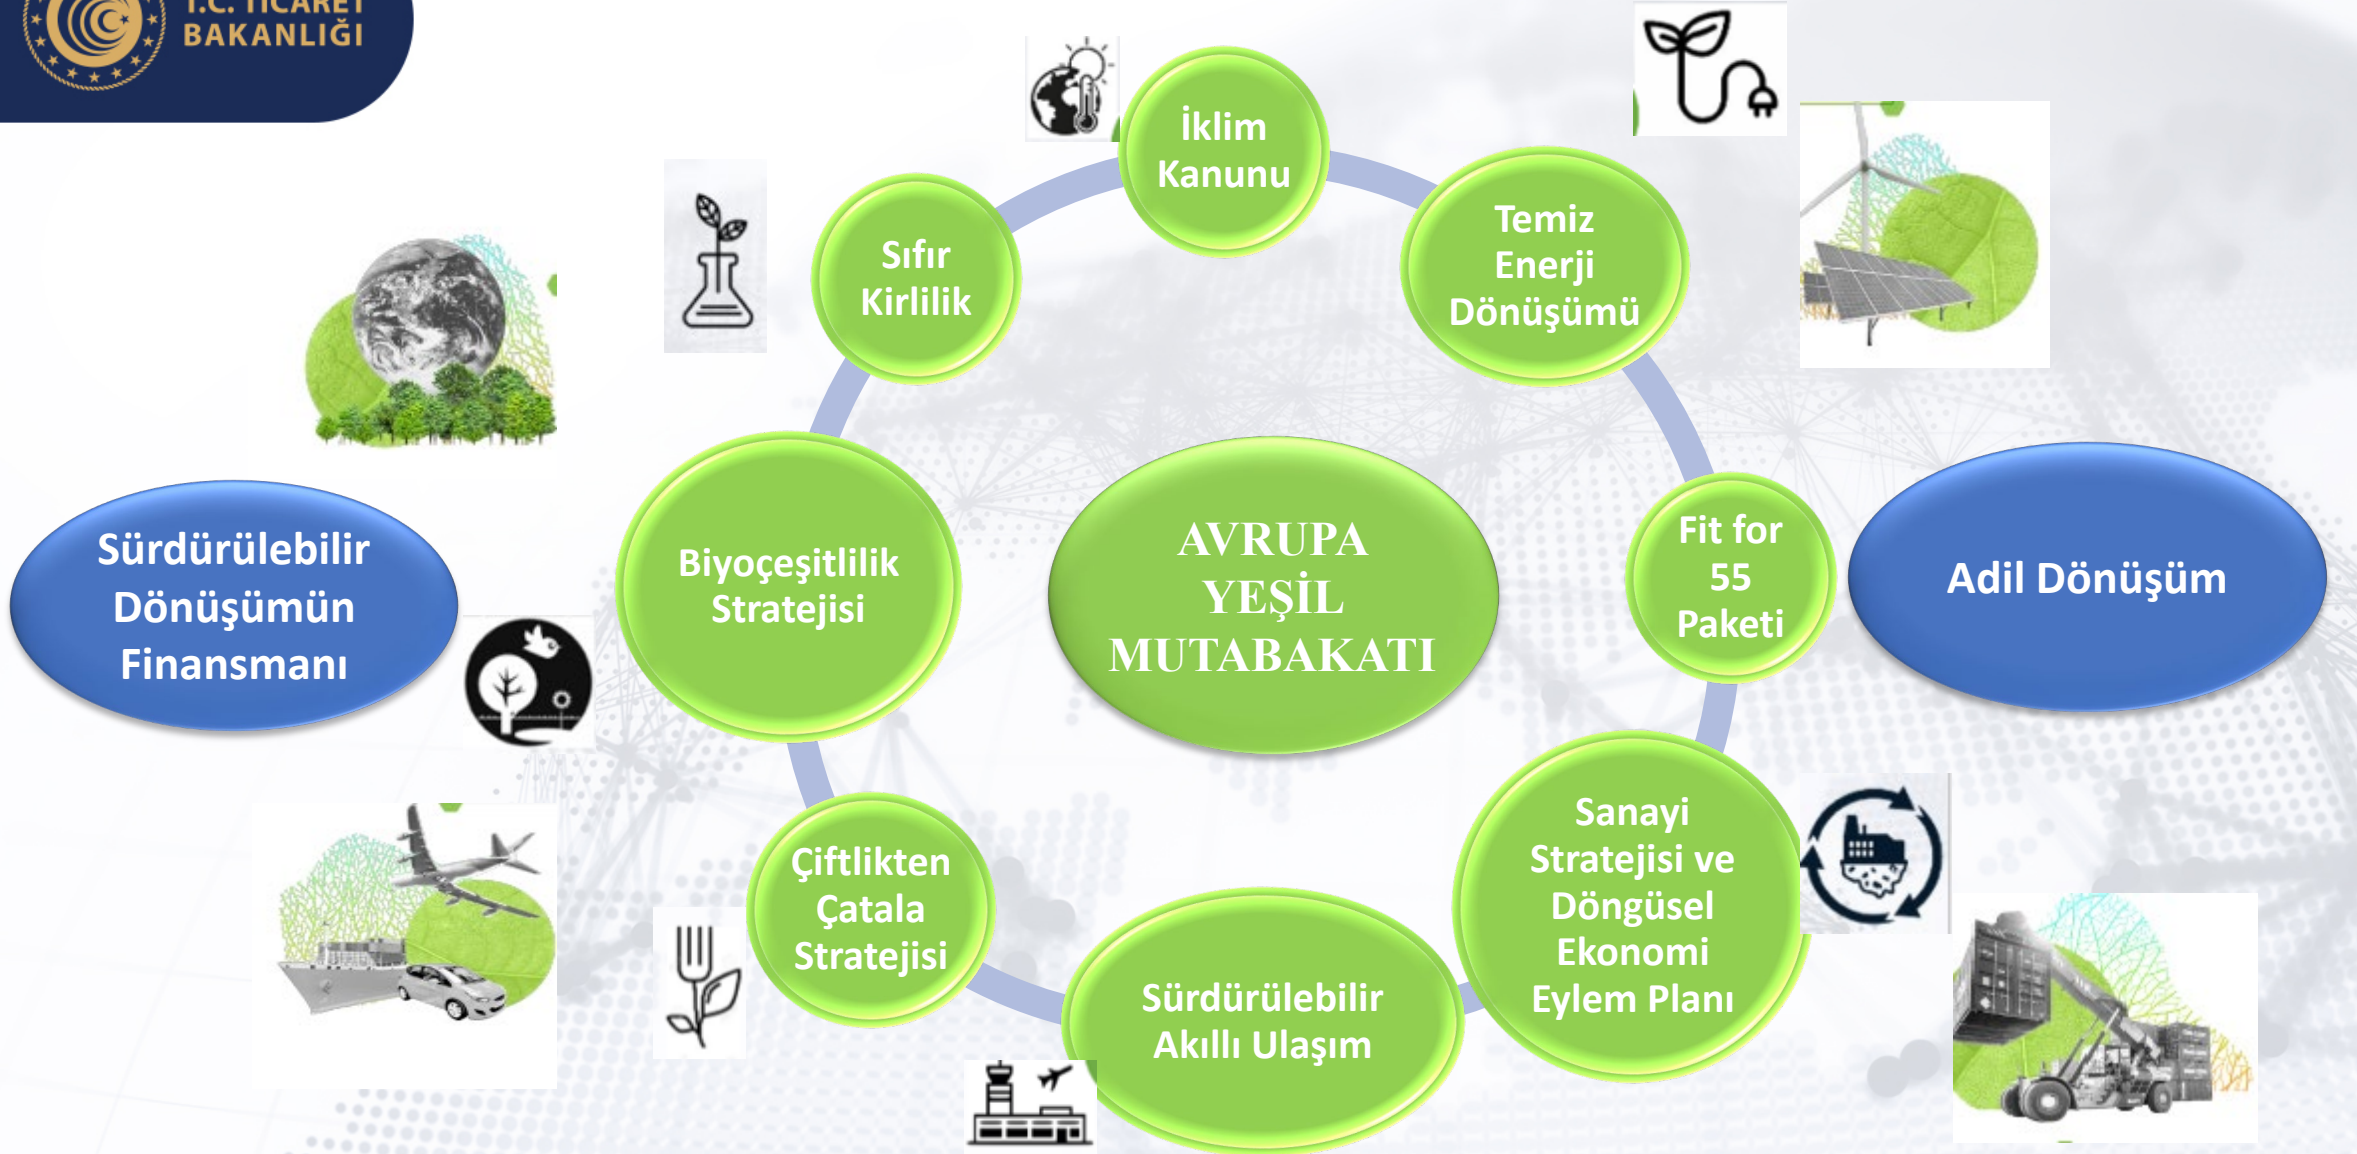 T.C. TİCARET
BAKANLIĞI
İklim
Kanunu
Temiz
Enerji
Dönüşümü
Sıfır
Kirlilik
Fit for
55
Paketi
Adil Dönüşüm
AVRUPA
YEŞİL
MUTABAKATI
Biyoçeşitlilik
Stratejisi
Sürdürülebilir
Dönüşümün
Finansmanı
Sanayi
Stratejisi ve
Döngüsel
Ekonomi
Eylem Planı
Çiftlikten
Çatala
Stratejisi
Sürdürülebilir
Akıllı Ulaşım